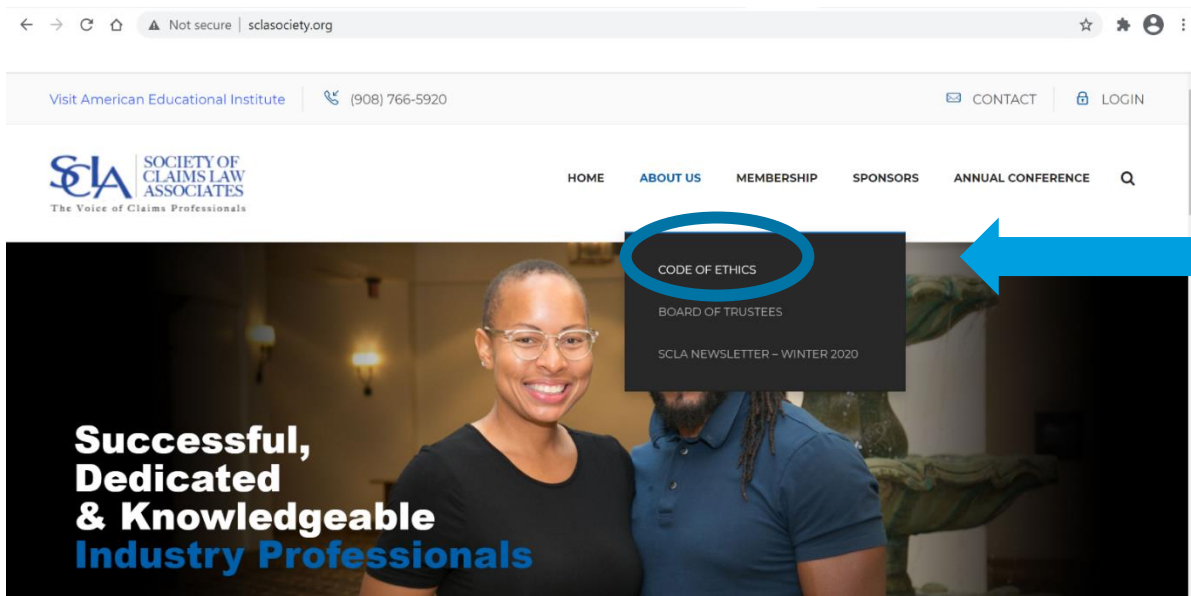 Not secure | sclasociety.org
Visit American Educational Institute (908) 766-5920 CONTACT LOGIN
SCLA SOCIETY OF
CLAIMS LAW
ASSOCIATES
The Voice of Claims Professionals
HOME ABOUT US MEMBERSHIP SPONSORS ANNUAL CONFERENCE
CODE OF ETHICS
BOARD OF TRUSTEES
SCLA NEWSLETTER – WINTER 2020
Successful,
Dedicated
& Knowledgeable
Industry Professionals